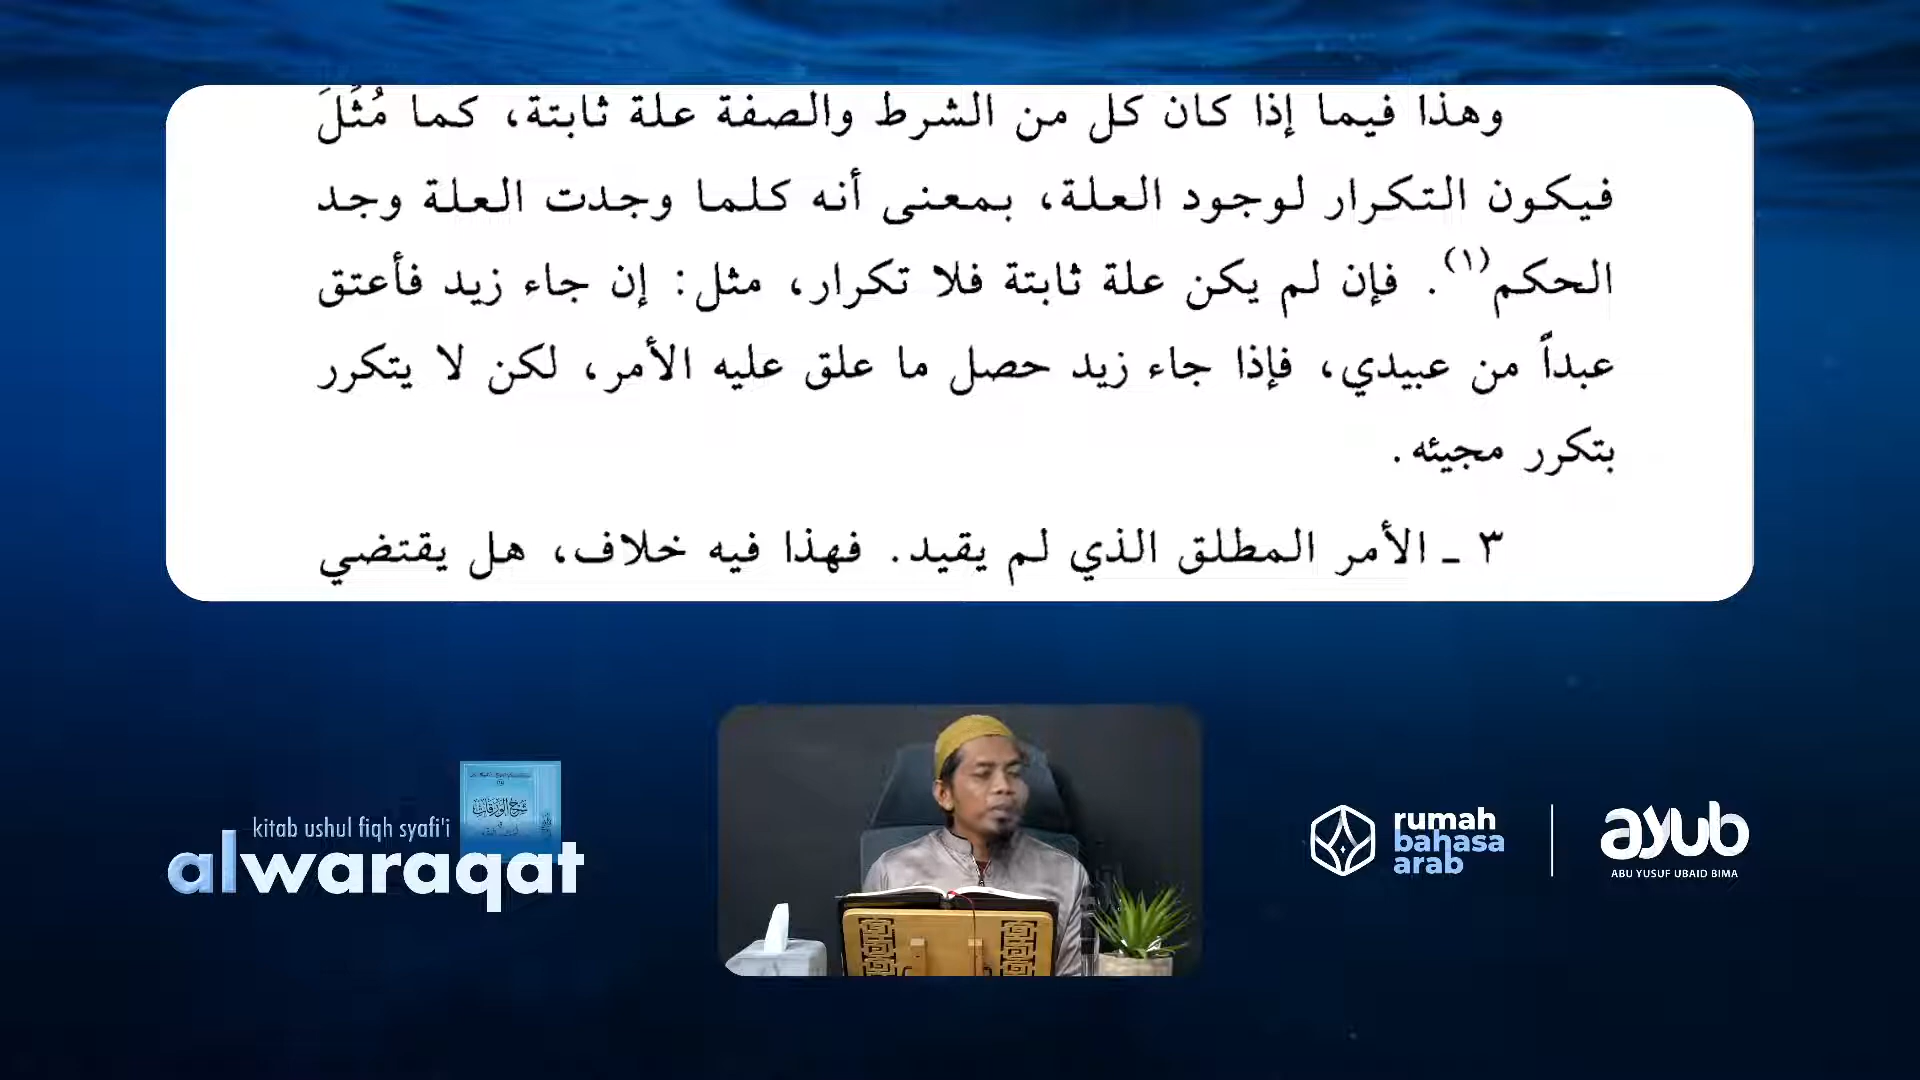 وهذا فيما إذا كان كل من الشرط والصفة علة ثابتة، كما مُثِّلَ
فيكون التكرار لوجود العلة، بمعنى أنه كلما وجدت العلة وجد
الحكم(١). فإن لم يكن علة ثابتة فلا تكرار، مثل: إن جاء زيد فأعتق
عبداً من عبيدي، فإذا جاء زيد حصل ما علق عليه الأمر، لكن لا يتكرر
بتكرر مجيئه.
٣ ـ الأمر المطلق الذي لم يقيد. فهذا فيه خلاف، هل يقتضي
kitab ushul fiqh syafi'i
alwaraqat
شرح الورقات
rumah
bahasa
arab
ayub
ABU YUSUF UBAID BIMA